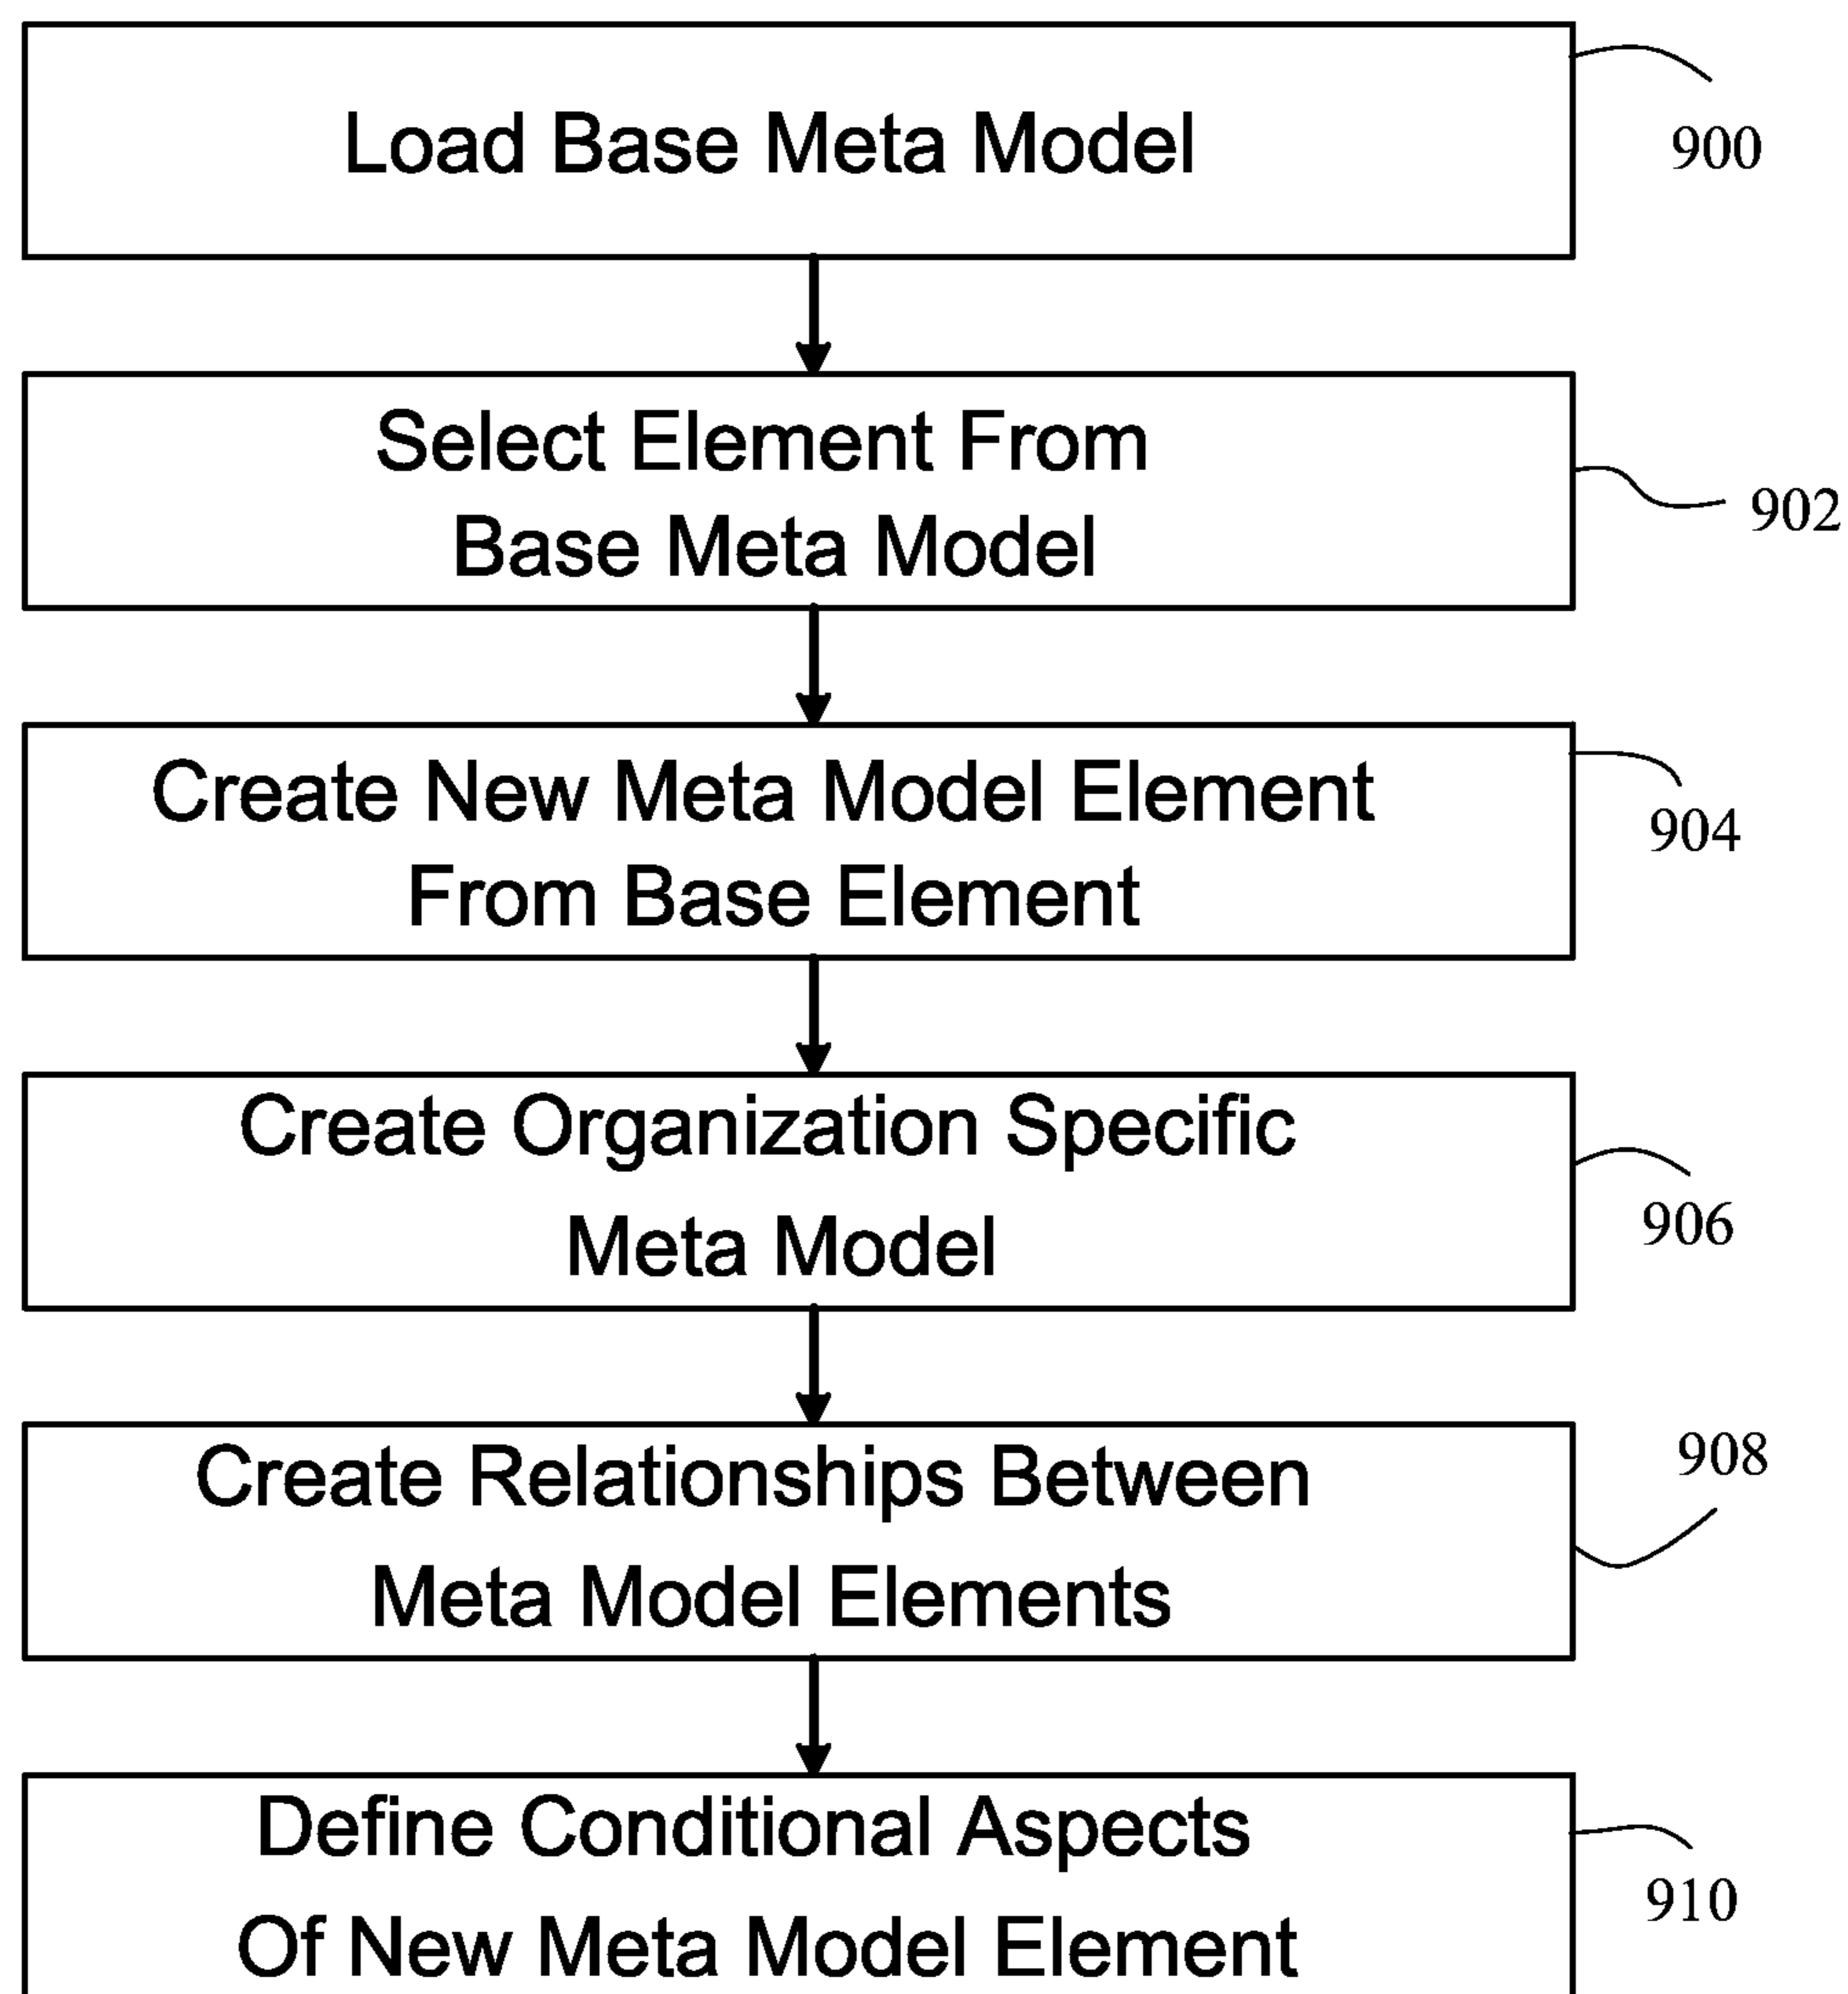 Load Base Meta Model
900
Select Element From
Base Meta Model
902
Create New Meta Model Element
From Base Element
904
Create Organization Specific
Meta Model
906
Create Relationships Between
Meta Model Elements
908
Define Conditional Aspects
Of New Meta Model Element
910